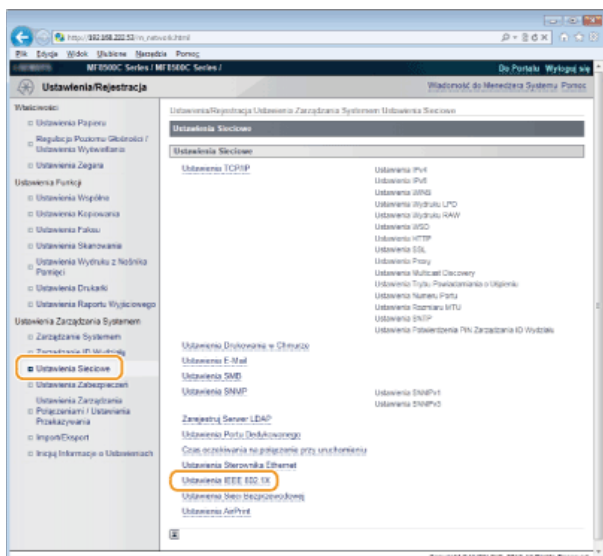 Plik Edycja Widok Ulubione Narzędzia Pomoc
MF8500C Series / MF8500C Series /
Do Portalu Wyloguj się
Ustawienia/Rejestracja
Wiadomość do Menedżera Systemu Pomoc
Właściwości
Ustawienia Papieru
Regulacja Poziomu Głośności /
Ustawienia Wyświetlania
Ustawienia Zegara
Ustawienia Funkcji
Ustawienia Wspólne
Ustawienia Kopiowania
Ustawienia Faksu
Ustawienia Skanowania
Ustawienia Wydruku z Nośnika
Pamięci
Ustawienia Drukarki
Ustawienia Raportu Wyjściowego
Ustawienia Zarządzania Systemem
Zarządzanie Systemem
Zarządzanie ID Wydziału
Ustawienia Sieciowe
Ustawienia Zabezpieczeń
Ustawienia Zarządzania
Połączeniami / Ustawienia
Przekazywania
Import/Eksport
Inicjuj Informacje o Ustawieniach
Ustawienia/Rejestracja Ustawienia Zarządzania Systemem Ustawienia Sieciowe
Ustawienia Sieciowe
Ustawienia Sieciowe
Ustawienia TCP/IP
Ustawienia IPv4
Ustawienia IPv6
Ustawienia WINS
Ustawienia Wydruku LPD
Ustawienia Wydruku RAW
Ustawienia WSD
Ustawienia HTTP
Ustawienia SSL
Ustawienia Proxy
Ustawienia Multicast Discovery
Ustawienia Trybu Powiadamiania o Uśpieniu
Ustawienia Numeru Portu
Ustawienia Rozmiaru MTU
Ustawienia SNTP
Ustawienia Potwierdzenia PIN Zarządzania ID Wydziału
Ustawienia Drukowania w Chmurze
Ustawienia E-Mail
Ustawienia SMB
Ustawienia SNMP
Ustawienia SNMPv1
Ustawienia SNMPv3
Zarejestruj Serwer LDAP
Ustawienia Portu Dedykowanego
Czas oczekiwania na połączenie przy uruchomieniu
Ustawienia Sterownika Ethernet
Ustawienia IEEE 802.1X
Ustawienia Sieci Bezprzewodowej
Ustawienia AirPrint